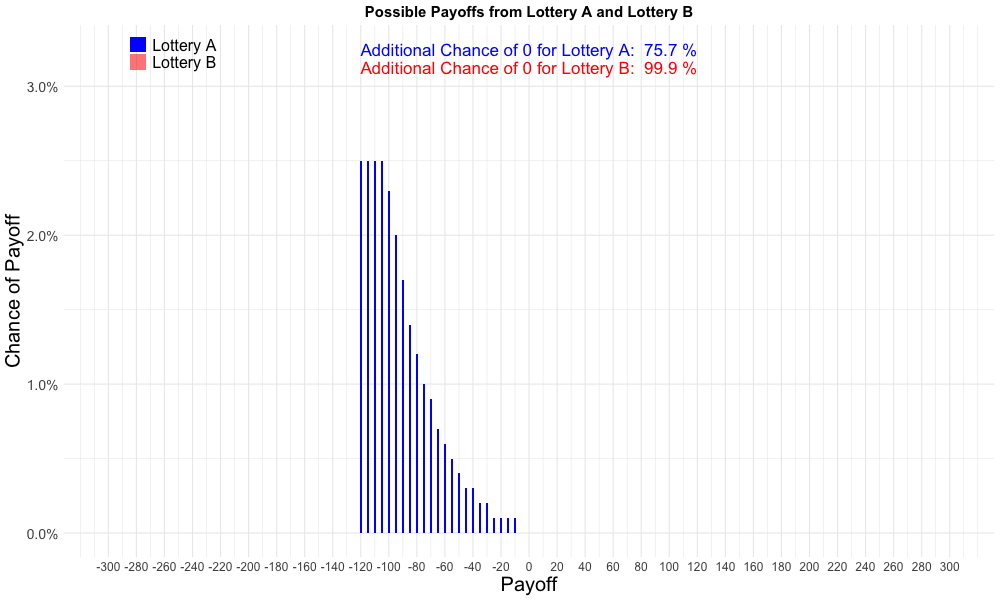 Possible Payoffs from Lottery A and Lottery B
Lottery A
Lottery B
Additional Chance of 0 for Lottery A:  75.7 %
Additional Chance of 0 for Lottery B:  99.9 %
Chance of Payoff
3.0%
2.0%
1.0%
0.0%
-300 -280 -260 -240 -220 -200 -180 -160 -140 -120 -100 -80 -60 -40 -20 0 20 40 60 80 100 120 140 160 180 200 220 240 260 280 300
Payoff